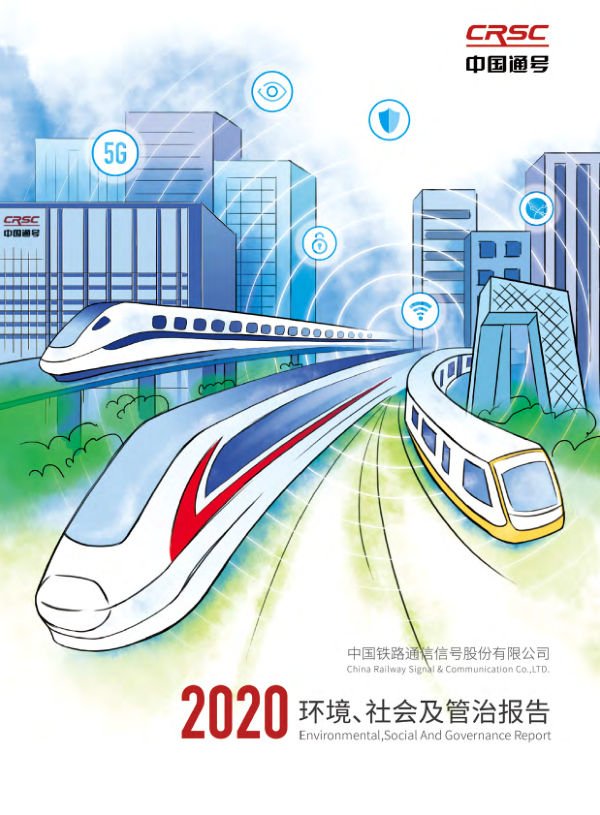 CRSC
中国通号
5G
CRSC
中国通号
中国铁路通信信号股份有限公司
China Railway Signal & Communication Co.,LTD.
2020 环境、社会及管治报告
Environmental,Social And Governance Report